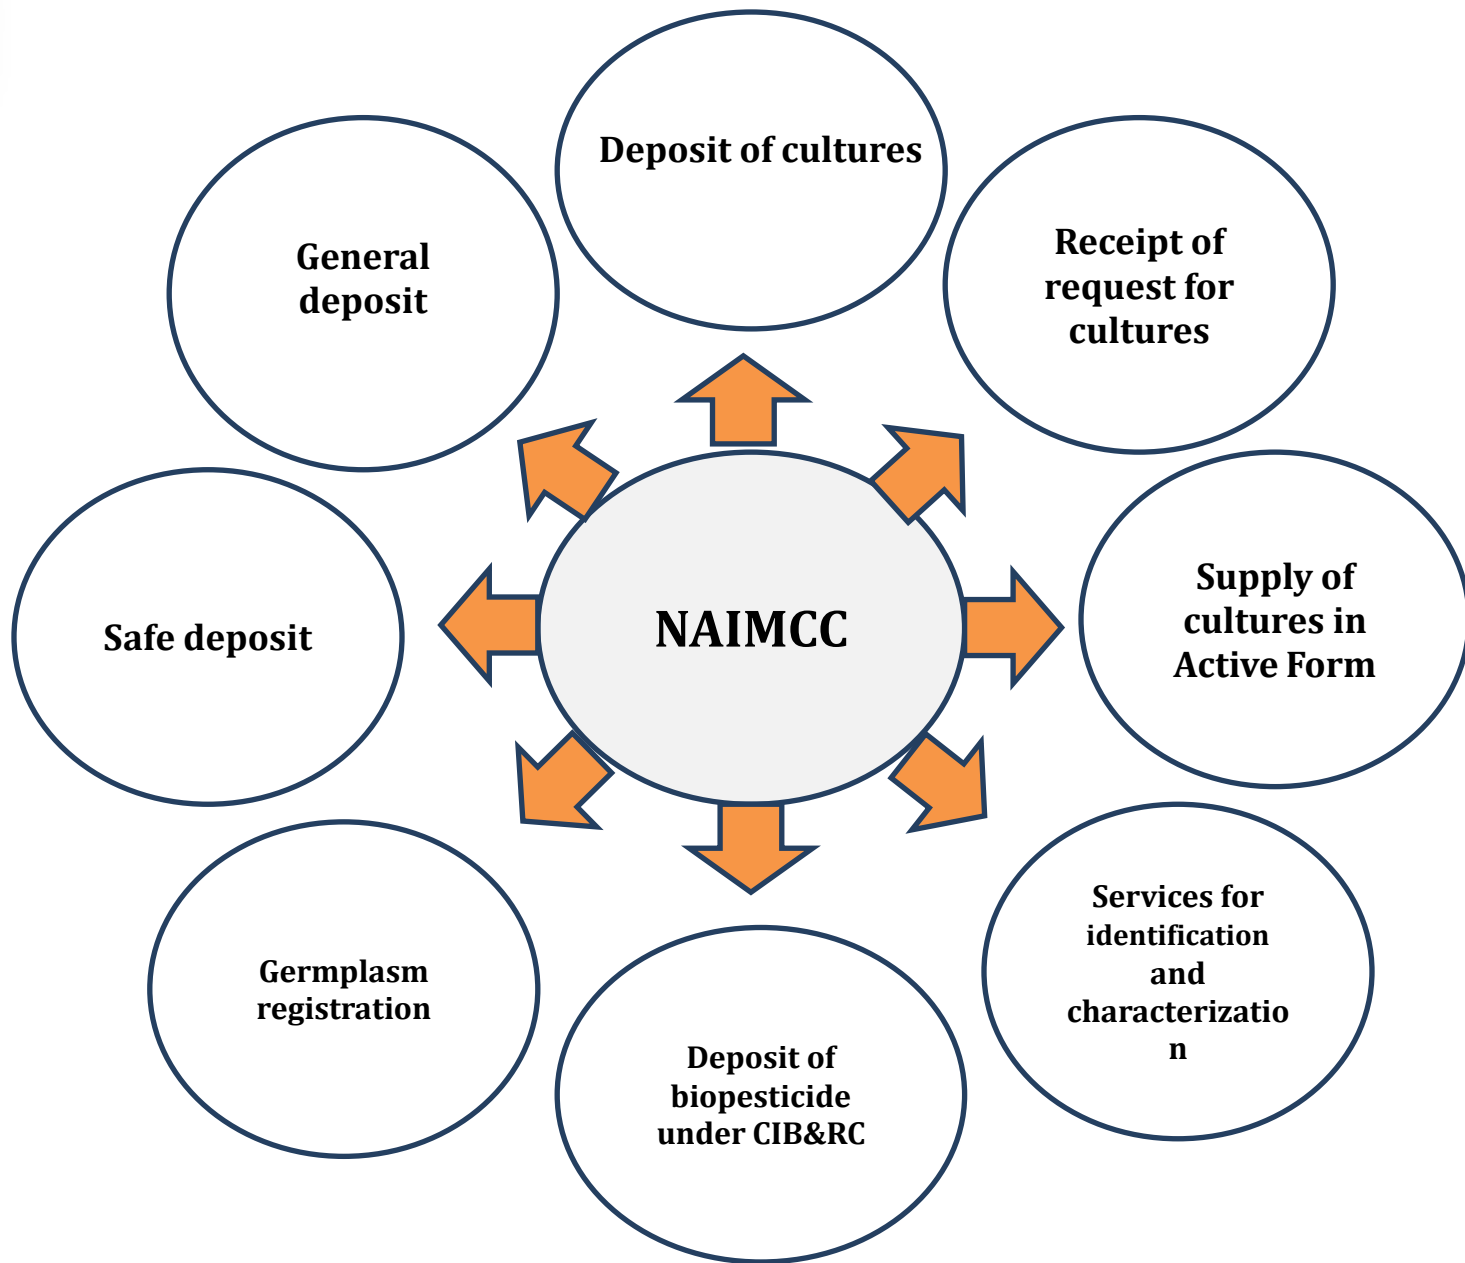 Deposit of cultures
General
deposit
Receipt of
request for
cultures
Safe deposit
NAIMCC
Supply of
cultures in
Active Form
Germplasm
registration
Services for
identification
and
characterizatio
n
Deposit of
biopesticide
under CIB&RC